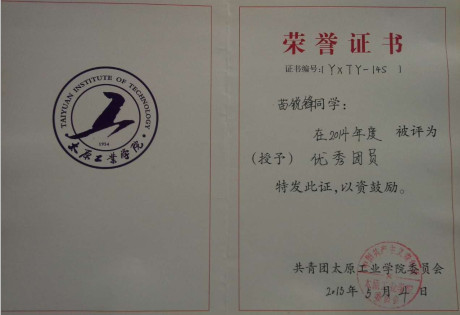 TAIYUAN INSTITUTE OF TECHNOLOGY
1954
太原工业学院
荣誉证书
证书编号:(YXTY-145)
苗锐锋同学:
在2014年度 被评为
(授予) 优秀团员
特发此证,以资鼓励。
共青团太原工业学院委员会
2015年5月4日